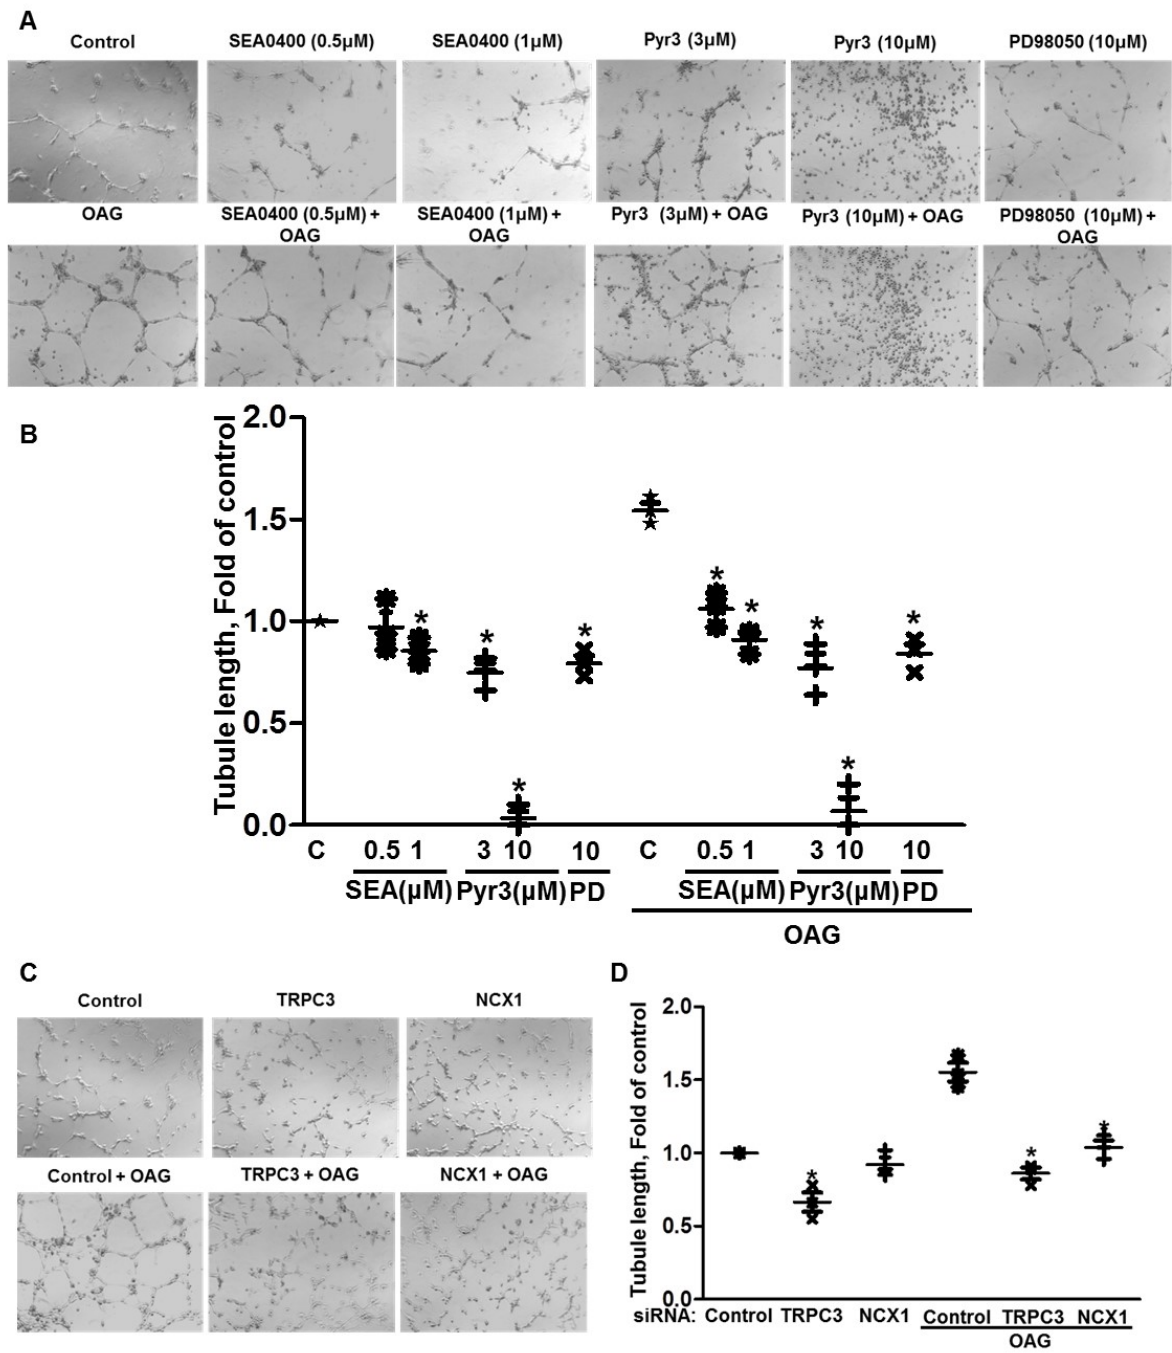 A
Control
SEA0400 (0.5µM)
SEA0400 (1µM)
Pyr3 (3µM)
Pyr3 (10µM)
PD98050 (10µM)
OAG
SEA0400 (0.5µM) +
OAG
SEA0400 (1µM) +
OAG
Pyr3 (3µM) + OAG
Pyr3 (10µM) + OAG
PD98050 (10µM) +
OAG
B
Tubule length, Fold of control
2.0
1.5
1.0
0.5
0.0
* * * * * * * * * *
C 0.5 1 3 10 10 C 0.5 1 3 10 10
SEA(µM) Pyr3(µM) PD SEA(µM) Pyr3(µM) PD
OAG
C
Control TRPC3 NCX1
Control + OAG TRPC3 + OAG NCX1 + OAG
D
Tubule length, Fold of control
2.0
1.5
1.0
0.5
0.0
* * *
siRNA: Control TRPC3 NCX1 Control TRPC3 NCX1
OAG